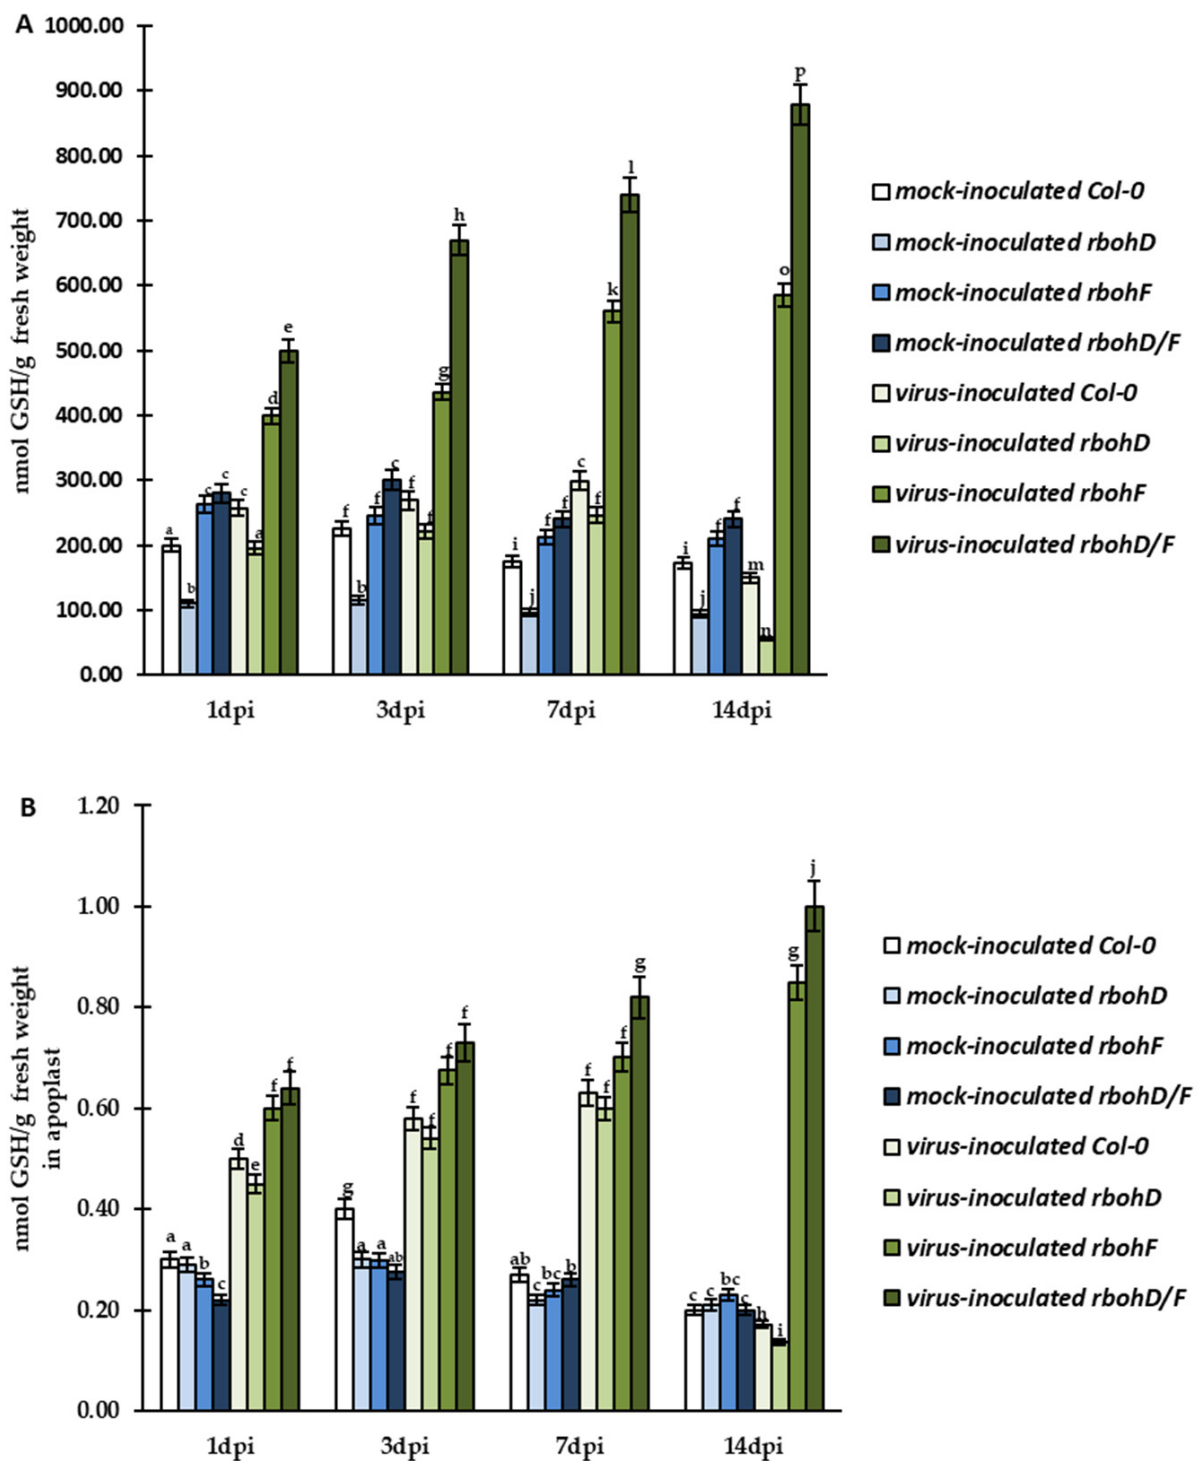 A
1000.00
900.00
800.00
700.00
600.00
500.00
400.00
300.00
200.00
100.00
0.00
nmol GSH/g fresh weight
a b c c c a d e
f b f c f f g h
i j f f c f k l
i j f f m n o p
1dpi 3dpi 7dpi 14dpi
mock-inoculated Col-0
mock-inoculated rbohD
mock-inoculated rbohF
mock-inoculated rbohD/F
virus-inoculated Col-0
virus-inoculated rbohD
virus-inoculated rbohF
virus-inoculated rbohD/F
B
1.20
1.00
0.80
0.60
0.40
0.20
0.00
nmol GSH/g fresh weight
in apoplast
a a b c d e f f
g a a ab f f f f
ab c bc b f f f g
c c bc c h i g j
1dpi 3dpi 7dpi 14dpi
mock-inoculated Col-0
mock-inoculated rbohD
mock-inoculated rbohF
mock-inoculated rbohD/F
virus-inoculated Col-0
virus-inoculated rbohD
virus-inoculated rbohF
virus-inoculated rbohD/F